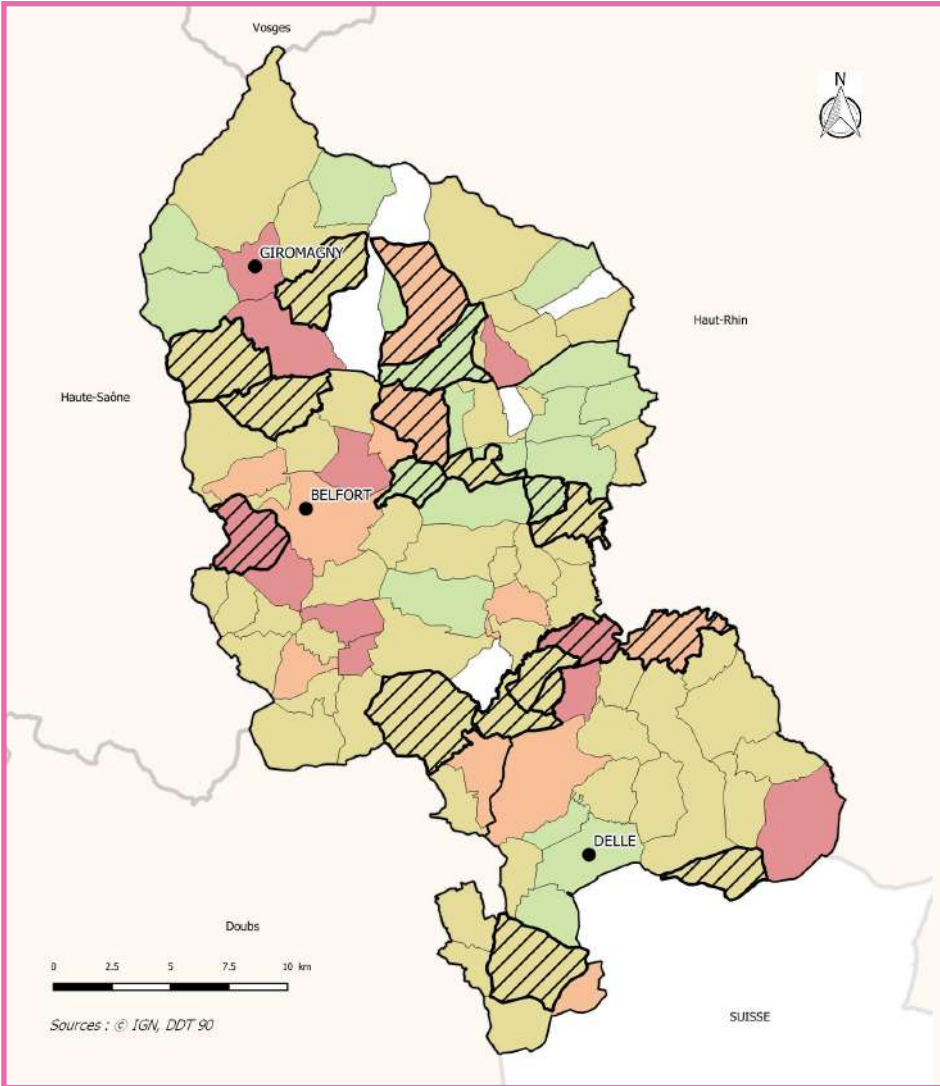 Vosges
N
GIROMAGNY
Haut-Rhin
Haute-Saône
BELFORT
DELLE
Doubs
0 2.5 5 7.5 10 km
SUISSE
Sources : © IGN, DDT 90